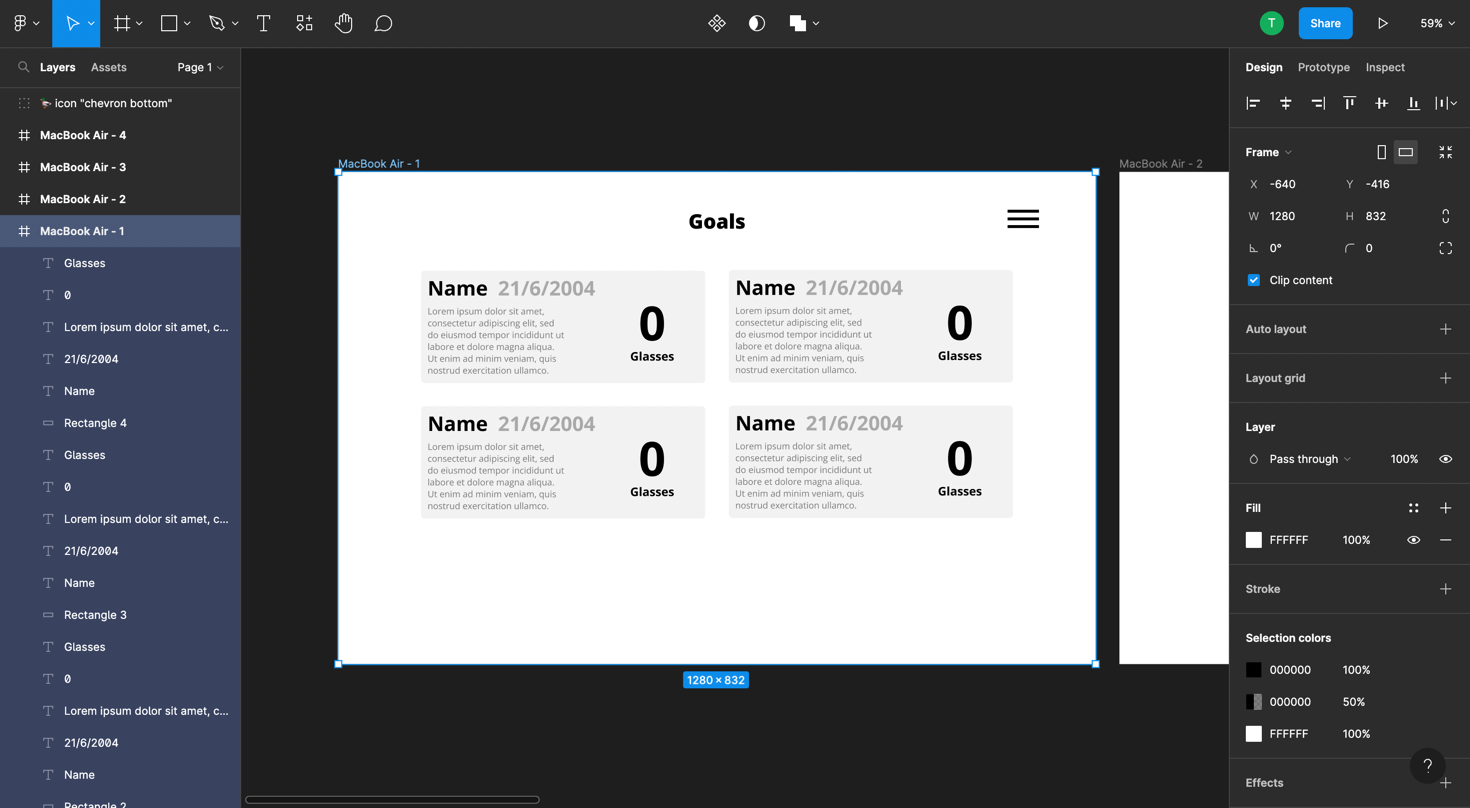 T
Share
59%
Layers
Assets
Page 1
icon "chevron bottom"
MacBook Air - 4
MacBook Air - 3
MacBook Air - 2
MacBook Air - 1
Glasses
0
Lorem ipsum dolor sit amet, c...
21/6/2004
Name
Rectangle 4
Glasses
0
Lorem ipsum dolor sit amet, c...
21/6/2004
Name
Rectangle 3
Glasses
0
Lorem ipsum dolor sit amet, c...
21/6/2004
Name
Rectangle 2
MacBook Air - 1
MacBook Air - 2
Goals
Name 21/6/2004
Lorem ipsum dolor sit amet,
consectetur adipiscing elit, sed
do eiusmod tempor incididunt ut
labore et dolore magna aliqua.
Ut enim ad minim veniam, quis
nostrud exercitation ullamco.
0
Glasses
Name 21/6/2004
Lorem ipsum dolor sit amet,
consectetur adipiscing elit, sed
do eiusmod tempor incididunt ut
labore et dolore magna aliqua.
Ut enim ad minim veniam, quis
nostrud exercitation ullamco.
0
Glasses
Name 21/6/2004
Lorem ipsum dolor sit amet,
consectetur adipiscing elit, sed
do eiusmod tempor incididunt ut
labore et dolore magna aliqua.
Ut enim ad minim veniam, quis
nostrud exercitation ullamco.
0
Glasses
Name 21/6/2004
Lorem ipsum dolor sit amet,
consectetur adipiscing elit, sed
do eiusmod tempor incididunt ut
labore et dolore magna aliqua.
Ut enim ad minim veniam, quis
nostrud exercitation ullamco.
0
Glasses
1280 × 832
Design
Prototype
Inspect
Frame
X -640 Y -416
W 1280 H 832
0° 0
Clip content
Auto layout
Layout grid
Layer
Pass through 100%
Fill
FFFFFF 100%
Stroke
Selection colors
000000 100%
000000 50%
FFFFFF 100%
Effects
?